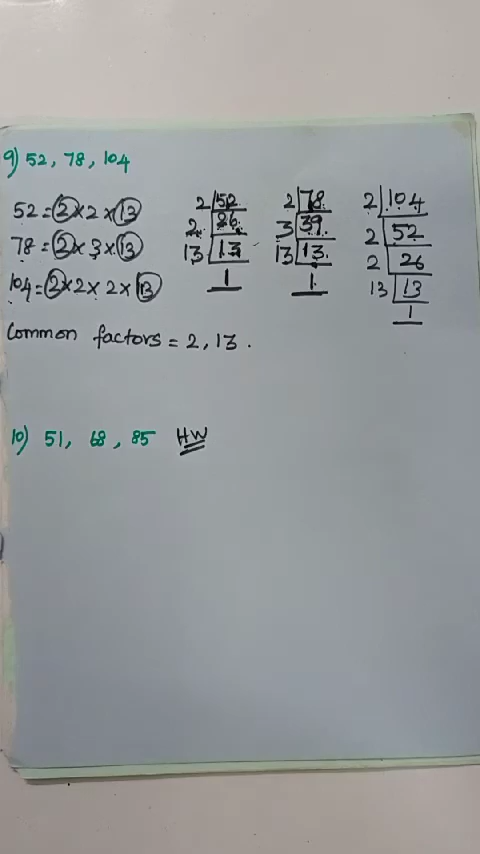 9) 52, 78, 104
52 = 2 × 2 × 13
78 = 2 × 3 × 13
104 = 2 × 2 × 2 × 13
2 | 52
2 | 26
13 | 13
1
2 | 78
3 | 39
13 | 13
1
2 | 104
2 | 52
2 | 26
13 | 13
1
Common factors = 2, 13.
10) 51, 68, 85 HW